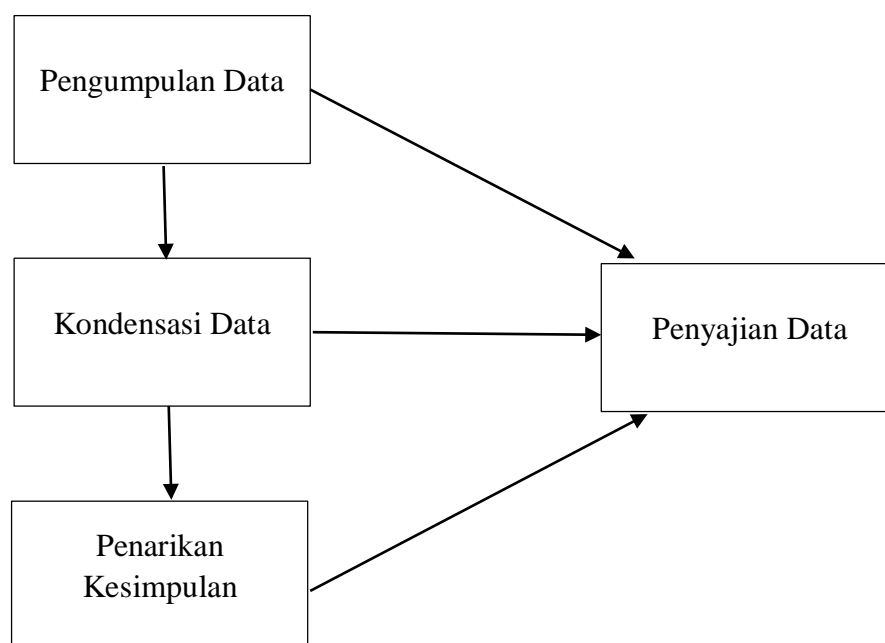 Pengumpulan Data
Kondensasi Data
Penyajian Data
Penarikan
Kesimpulan